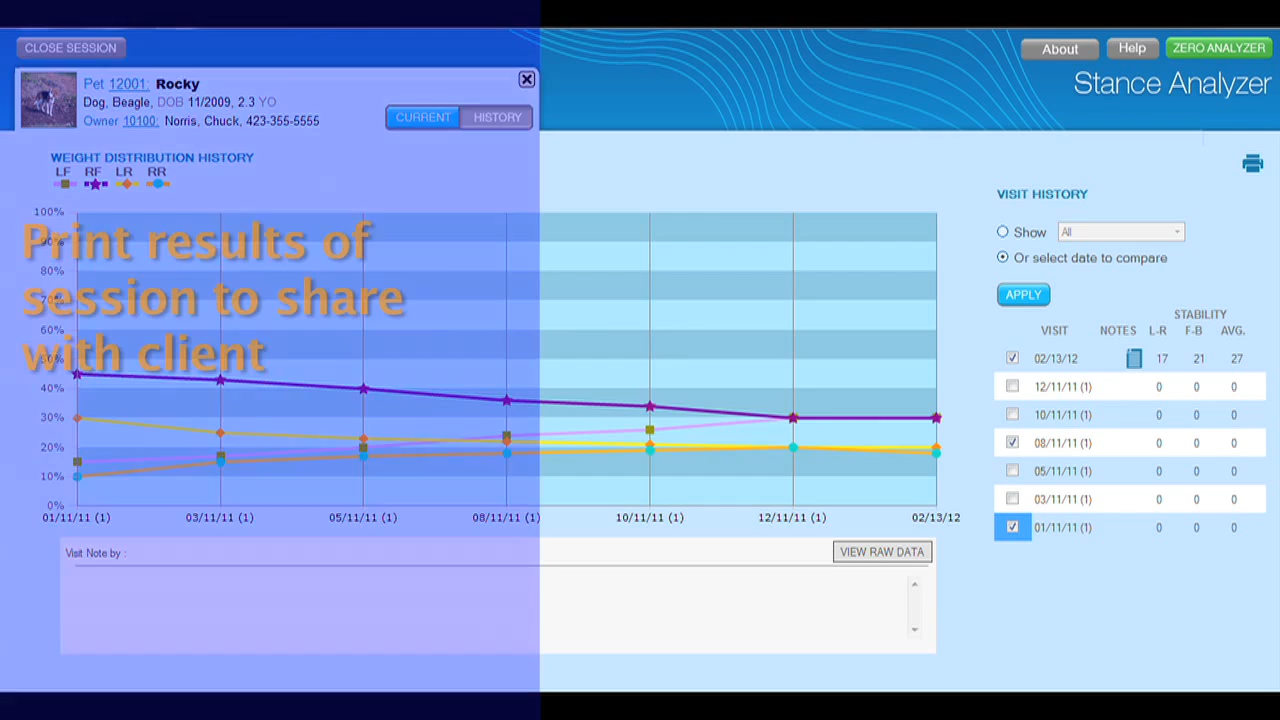 CLOSE SESSION
About
Help
ZERO ANALYZER
Stance Analyzer
Pet 12001: Rocky
Dog, Beagle, DOB 11/2009, 2.3 YO
Owner 10100: Norris, Chuck, 423-355-5555
CURRENT
HISTORY
WEIGHT DISTRIBUTION HISTORY
LF RF LR RR
100%
90%
80%
70%
60%
50%
40%
30%
20%
10%
0%
01/11/11 (1) 03/11/11 (1) 05/11/11 (1) 08/11/11 (1) 10/11/11 (1) 12/11/11 (1) 02/13/12
Print results of
session to share
with client
Visit Note by :
VIEW RAW DATA
VISIT HISTORY
Show All
Or select date to compare
APPLY
STABILITY
VISIT NOTES L-R F-B AVG.
02/13/12 17 21 27
12/11/11 (1) 0 0 0
10/11/11 (1) 0 0 0
08/11/11 (1) 0 0 0
05/11/11 (1) 0 0 0
03/11/11 (1) 0 0 0
01/11/11 (1) 0 0 0